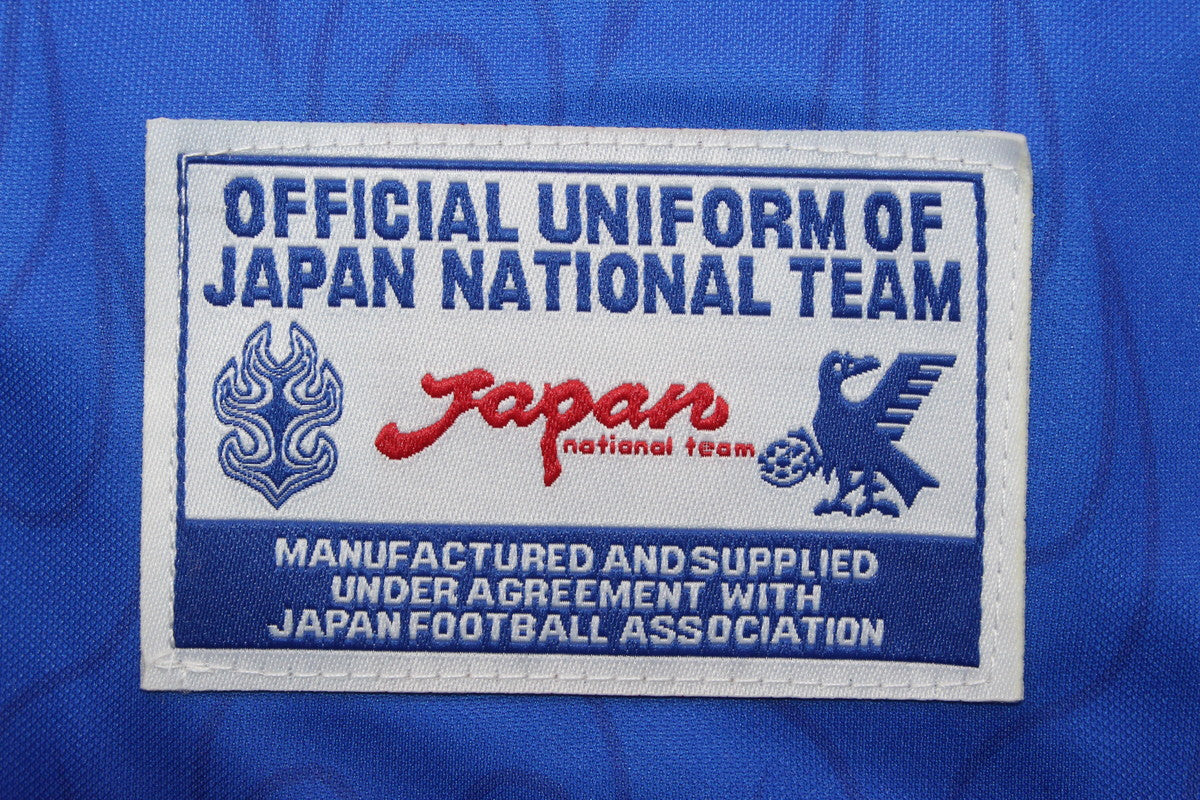 OFFICIAL UNIFORM OF
JAPAN NATIONAL TEAM
Japan
national team
MANUFACTURED AND SUPPLIED
UNDER AGREEMENT WITH
JAPAN FOOTBALL ASSOCIATION